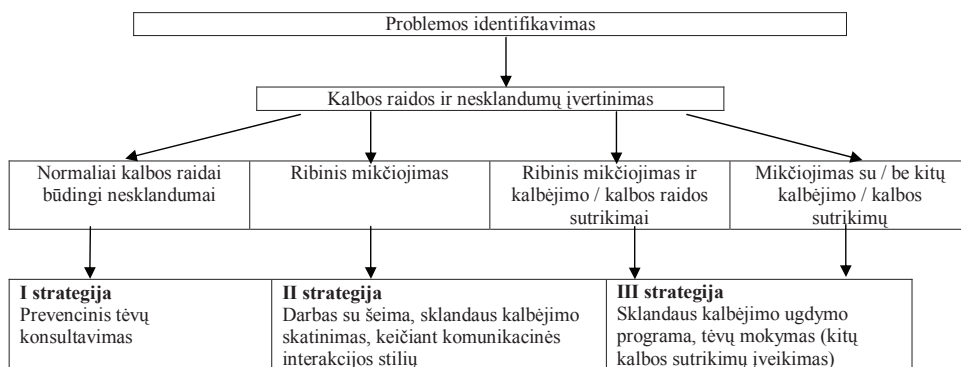 Problemos identifikavimas
Kalbos raidos ir nesklandumų įvertinimas
Normaliai kalbos raidai
būdingi nesklandumai
Ribinis mikčiojimas
Ribinis mikčiojimas ir
kalbėjimo / kalbos raidos
sutrikimai
Mikčiojimas su / be kitų
kalbėjimo / kalbos
sutrikimų
I strategija
Prevencinis tėvų
konsultavimas
II strategija
Darbas su šeima, sklandaus kalbėjimo
skatinimas, keičiant komunikacinės
interakcijos stilių
III strategija
Sklandaus kalbėjimo ugdymo
programa, tėvų mokymas (kitų
kalbos sutrikimų įveikimas)